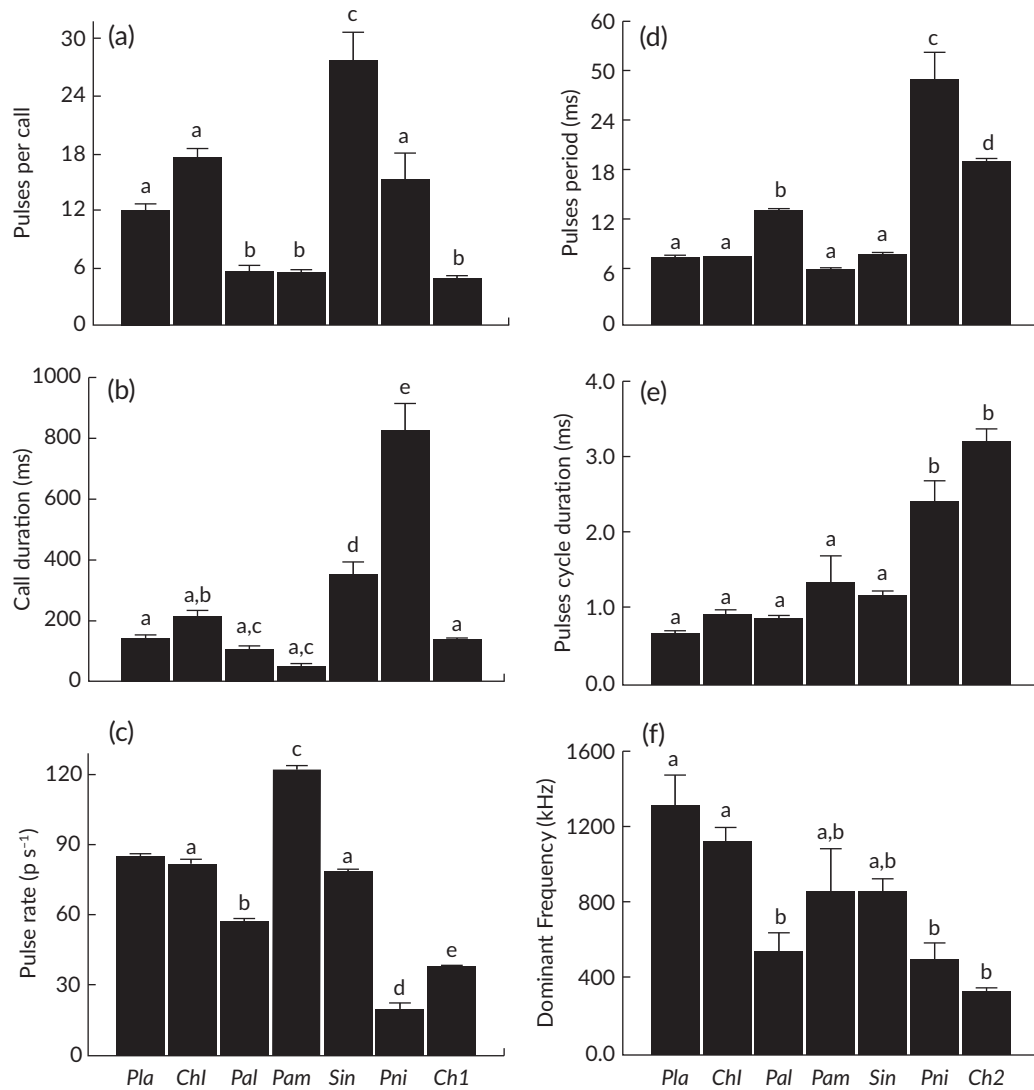 (a)
Pulses per call
30
24
18
12
6
0
a
a
b
b
c
a
b
(d)
Pulses period (ms)
60
50
24
18
12
6
0
a
a
b
a
a
c
d
(b)
Call duration (ms)
1000
800
600
400
200
0
a
a,b
a,c
a,c
d
e
a
(e)
Pulses cycle duration (ms)
4.0
3.0
2.0
1.0
0.0
a
a
a
a
a
b
b
(c)
Pulse rate (p s⁻¹)
120
90
60
30
0
a
b
c
a
d
e
Pla Chl Pal Pam Sin Pni Ch1
(f)
Dominant Frequency (kHz)
1600
1200
800
400
0.0
a
a
b
a,b
a,b
b
b
Pla Chl Pal Pam Sin Pni Ch2